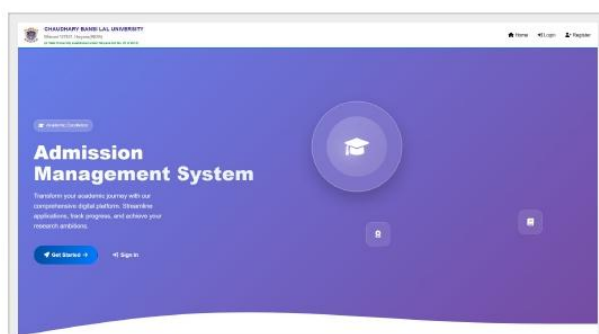 CHAUDHARY BANSI LAL UNIVERSITY
Home
Login
Register
Academic Excellence
Admission
Management System
Transform your academic journey with our
comprehensive digital platform. Streamline
applications, track progress, and achieve your
research ambitions.
Get Started
Sign In